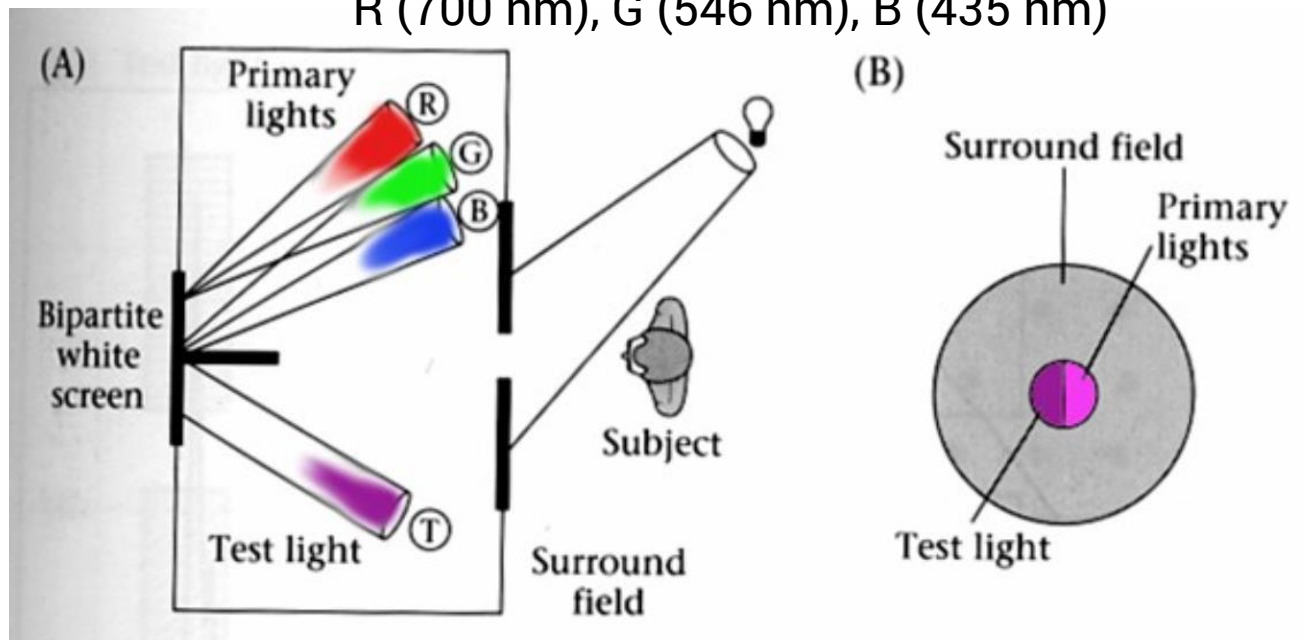 R (700 nm), G (546 nm), B (435 nm)
(A)
Primary
lights
R
G
B
Bipartite
white
screen
Test light
T
Subject
Surround
field
(B)
Surround field
Primary
lights
Test light